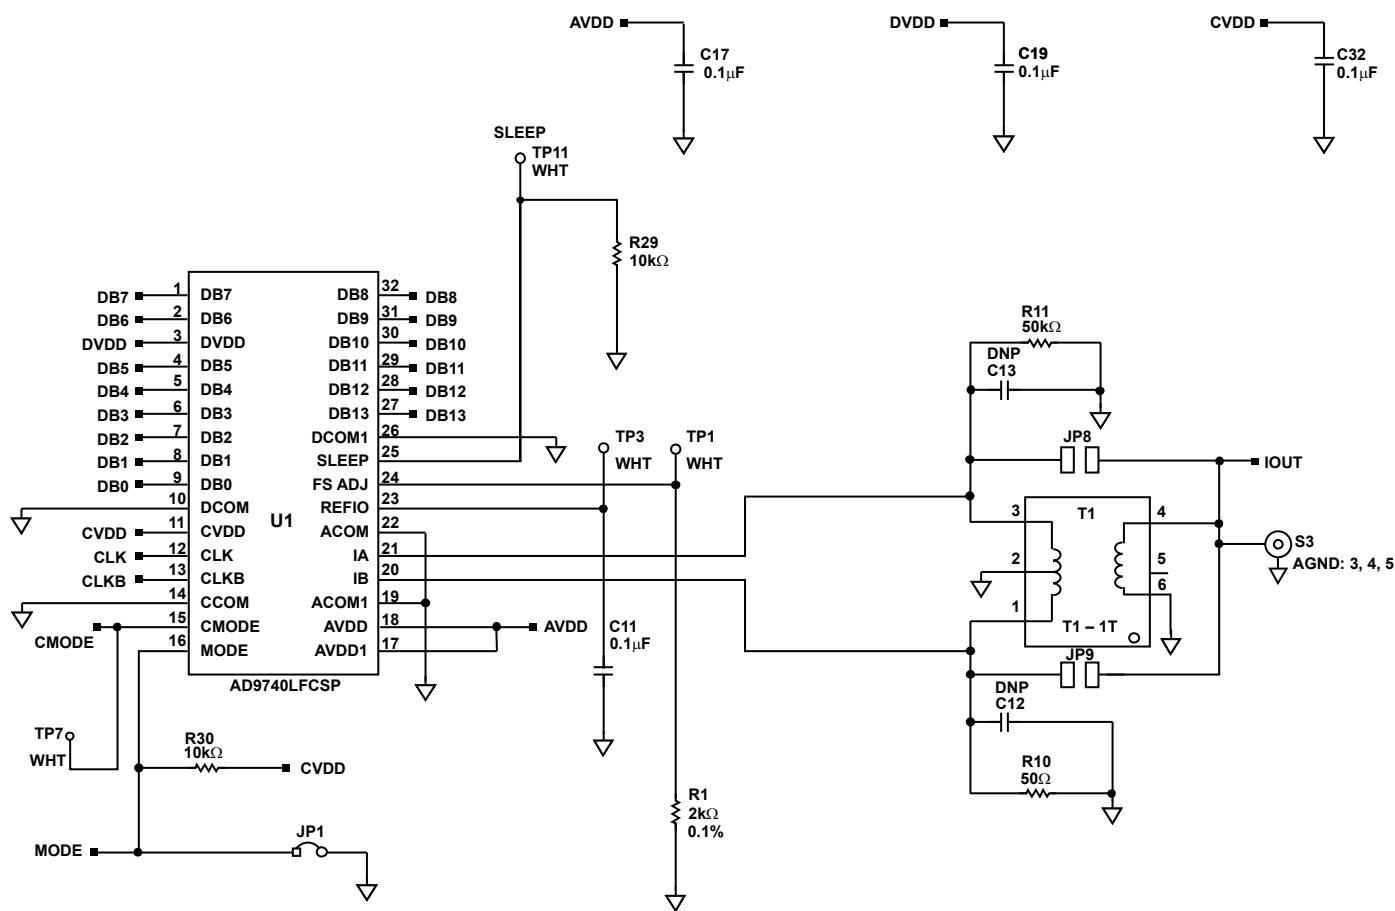 AVDD
C17
0.1µF
DVDD
C19
0.1µF
CVDD
C32
0.1µF
SLEEP
TP11
WHT
R29
10kΩ
DB7 1 DB7 DB8 32 DB8
DB6 2 DB6 DB9 31 DB9
DVDD 3 DVDD DB10 30 DB10
DB5 4 DB5 DB11 29 DB11
DB4 5 DB4 DB12 28 DB12
DB3 6 DB3 DB13 27 DB13
DB2 7 DB2 DCOM1 26
DB1 8 DB1 SLEEP 25
DB0 9 DB0 FS ADJ 24
10 DCOM REFIO 23
U1
CVDD 11 CVDD ACOM 22
CLK 12 CLK IA 21
CLKB 13 CLKB IB 20
14 CCOM ACOM1 19
CMODE 15 CMODE AVDD 18 AVDD
16 MODE AVDD1 17
AD9740LFCSP
TP3
WHT
TP1
WHT
C11
0.1µF
R1
2kΩ
0.1%
TP7
WHT
R30
10kΩ
CVDD
MODE
JP1
R11
50kΩ
DNP
C13
JP8
IOUT
3 T1 4
2 5
6
1
T1 – 1T
S3
AGND: 3, 4, 5
JP9
DNP
C12
R10
50Ω